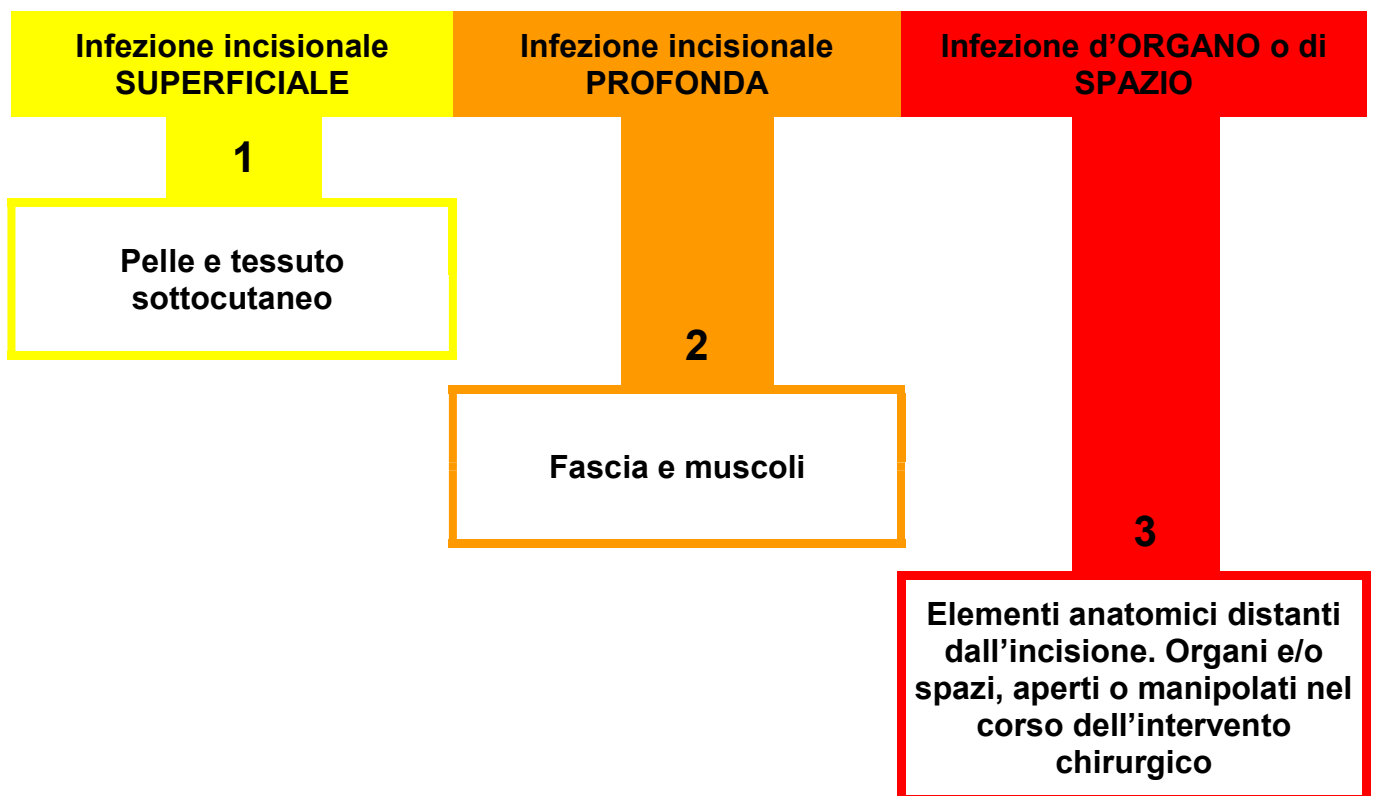 Infezione incisionale
SUPERFICIALE
Infezione incisionale
PROFONDA
Infezione d’ORGANO o di
SPAZIO
1
Pelle e tessuto
sottocutaneo
2
Fascia e muscoli
3
Elementi anatomici distanti
dall’incisione. Organi e/o
spazi, aperti o manipolati nel
corso dell’intervento
chirurgico